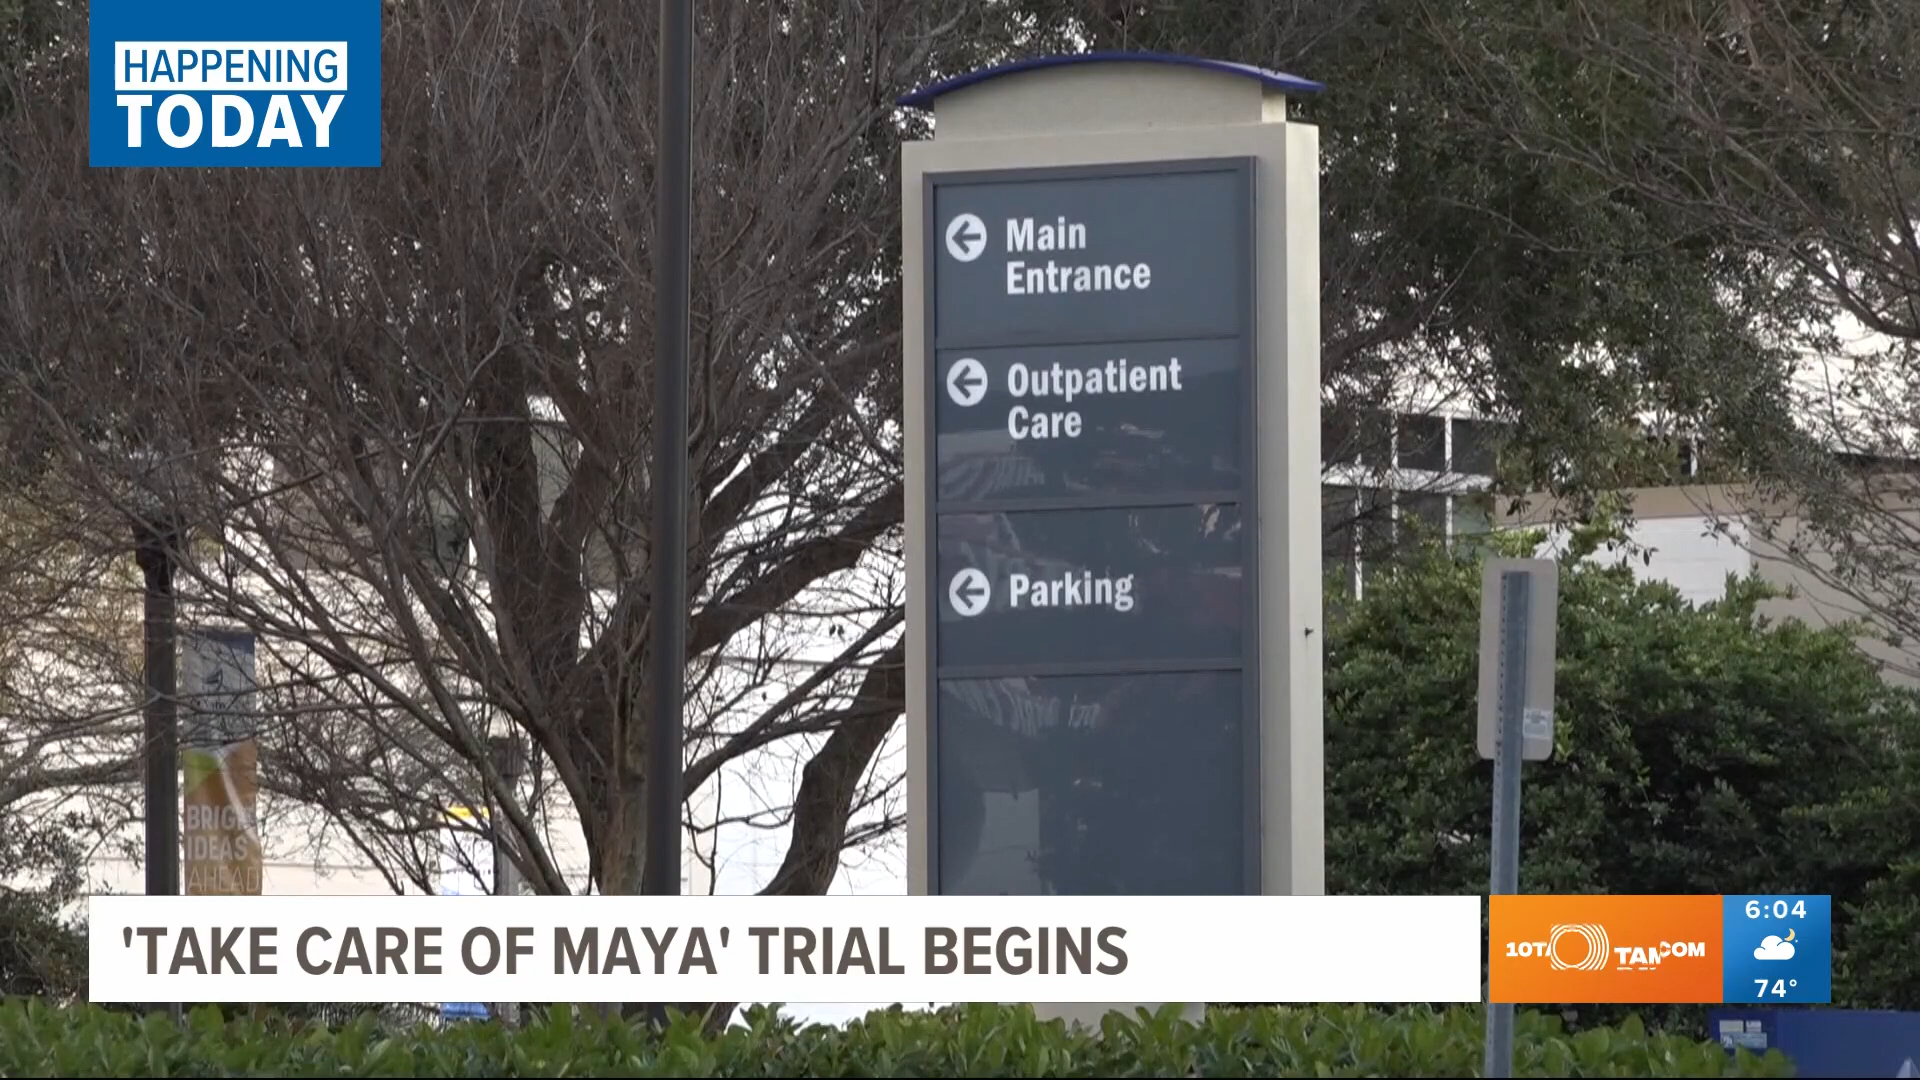 HAPPENING
TODAY
Main
Entrance
Outpatient
Care
Parking
BRIGHT
IDEAS
AHEAD
'TAKE CARE OF MAYA' TRIAL BEGINS
6:04
74°